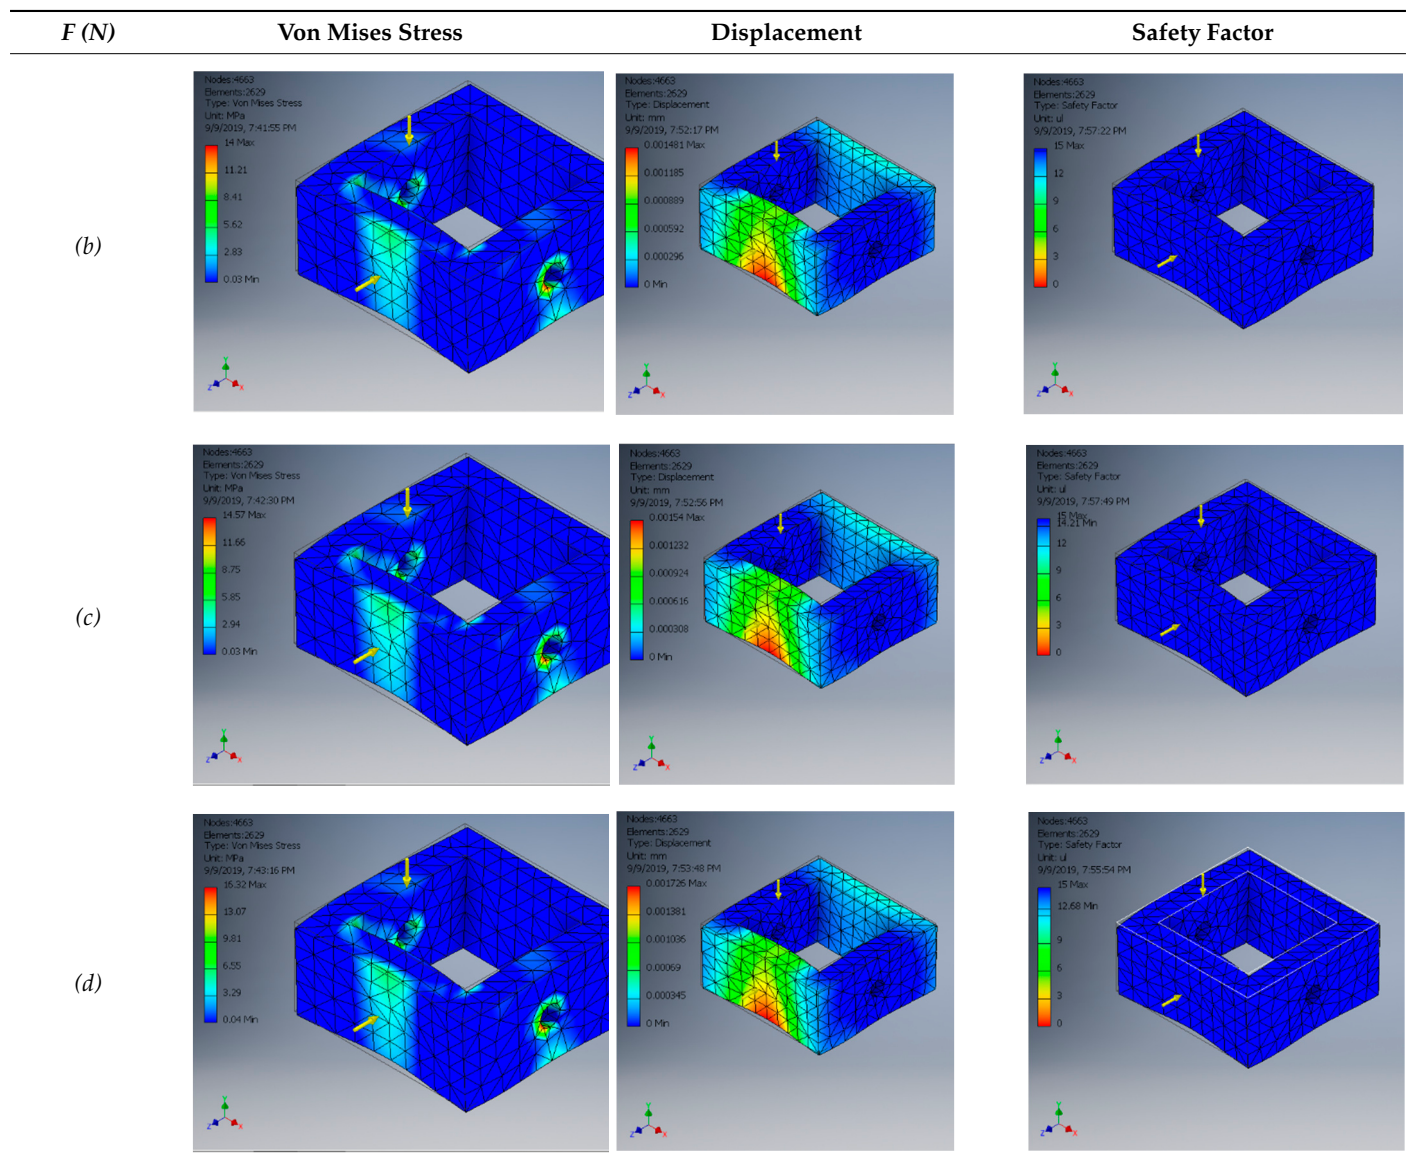 F (N) Von Mises Stress Displacement Safety Factor
(b)
Nodes:4663
Elements:2629
Type: Von Mises Stress
Unit: MPa
9/9/2019, 7:41:55 PM
14 Max
11.21
8.41
5.62
2.83
0.03 Min
Y
Z
X
Nodes:4663
Elements:2629
Type: Displacement
Unit: mm
9/9/2019, 7:52:17 PM
0.001481 Max
0.001185
0.000889
0.000592
0.000296
0 Min
Y
Z
X
Nodes:4663
Elements:2629
Type: Safety Factor
Unit: ul
9/9/2019, 7:57:22 PM
15 Max
12
9
6
3
0
Y
Z
X
(c)
Nodes:4663
Elements:2629
Type: Von Mises Stress
Unit: MPa
9/9/2019, 7:42:30 PM
14.57 Max
11.66
8.75
5.85
2.94
0.03 Min
Y
Z
X
Nodes:4663
Elements:2629
Type: Displacement
Unit: mm
9/9/2019, 7:52:56 PM
0.00154 Max
0.001232
0.000924
0.000616
0.000308
0 Min
Y
Z
X
Nodes:4663
Elements:2629
Type: Safety Factor
Unit: ul
9/9/2019, 7:57:49 PM
15 Max
14.21 Min
12
9
6
3
0
Y
Z
X
(d)
Nodes:4663
Elements:2629
Type: Von Mises Stress
Unit: MPa
9/9/2019, 7:43:16 PM
16.32 Max
13.07
9.81
6.55
3.29
0.04 Min
Y
Z
X
Nodes:4663
Elements:2629
Type: Displacement
Unit: mm
9/9/2019, 7:53:48 PM
0.001726 Max
0.001381
0.001036
0.00069
0.000345
0 Min
Y
Z
X
Nodes:4663
Elements:2629
Type: Safety Factor
Unit: ul
9/9/2019, 7:55:54 PM
15 Max
12.68 Min
9
6
3
0
Y
Z
X